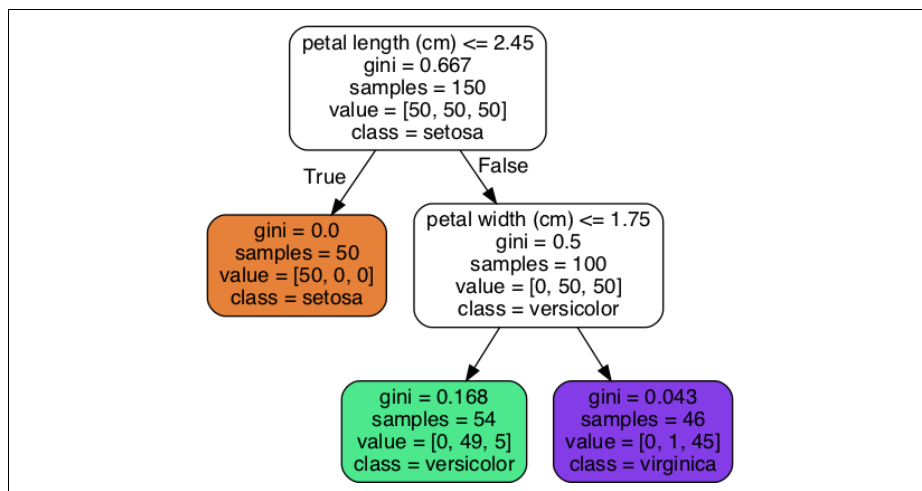 petal length (cm) <= 2.45
gini = 0.667
samples = 150
value = [50, 50, 50]
class = setosa
True
False
gini = 0.0
samples = 50
value = [50, 0, 0]
class = setosa
petal width (cm) <= 1.75
gini = 0.5
samples = 100
value = [0, 50, 50]
class = versicolor
gini = 0.168
samples = 54
value = [0, 49, 5]
class = versicolor
gini = 0.043
samples = 46
value = [0, 1, 45]
class = virginica